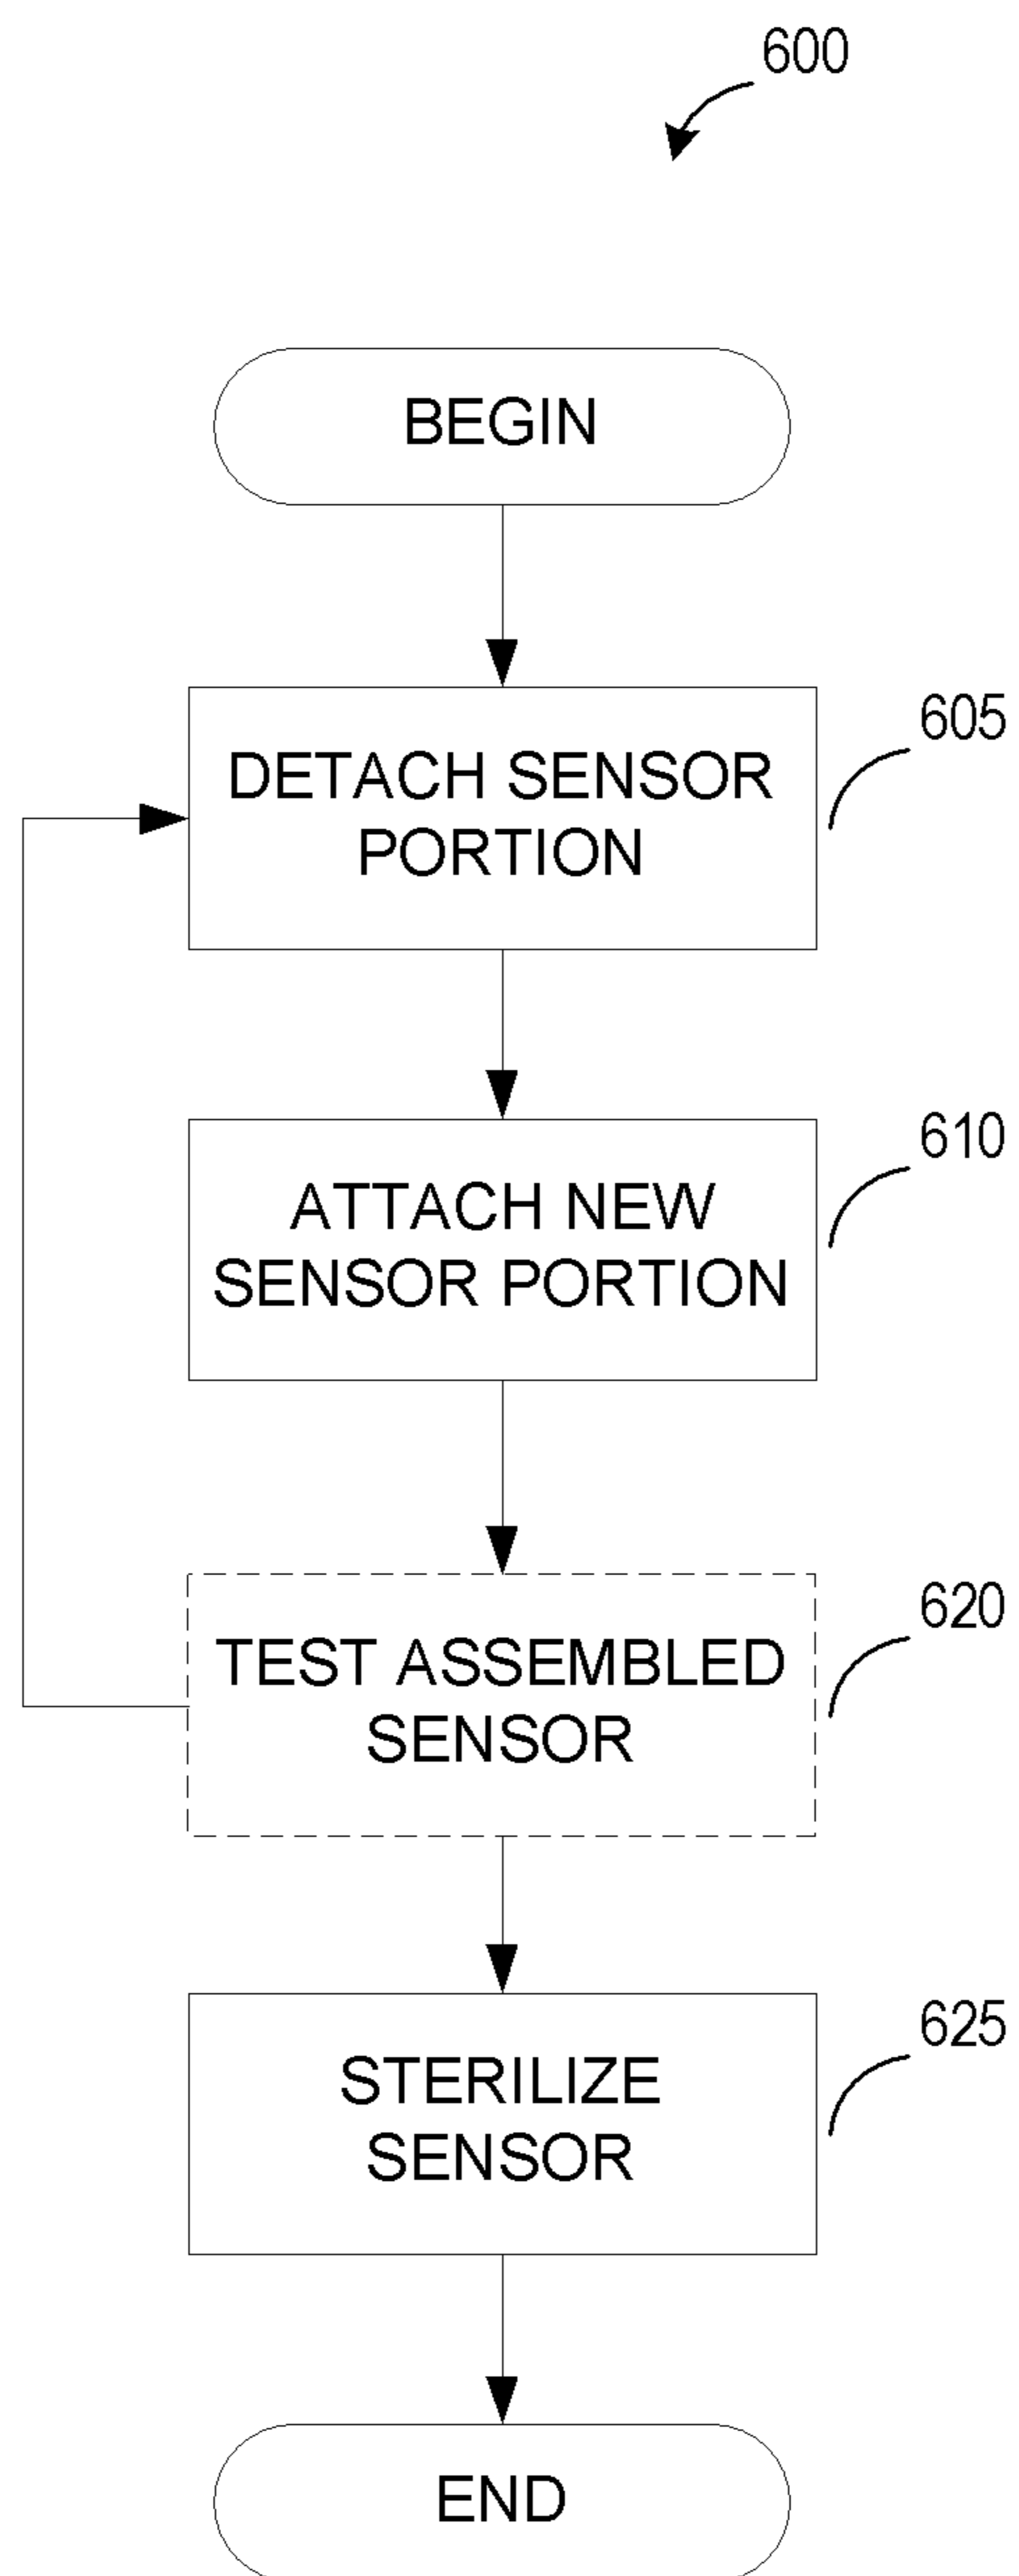 600
BEGIN
605
DETACH SENSOR
PORTION
610
ATTACH NEW
SENSOR PORTION
620
TEST ASSEMBLED
SENSOR
625
STERILIZE
SENSOR
END